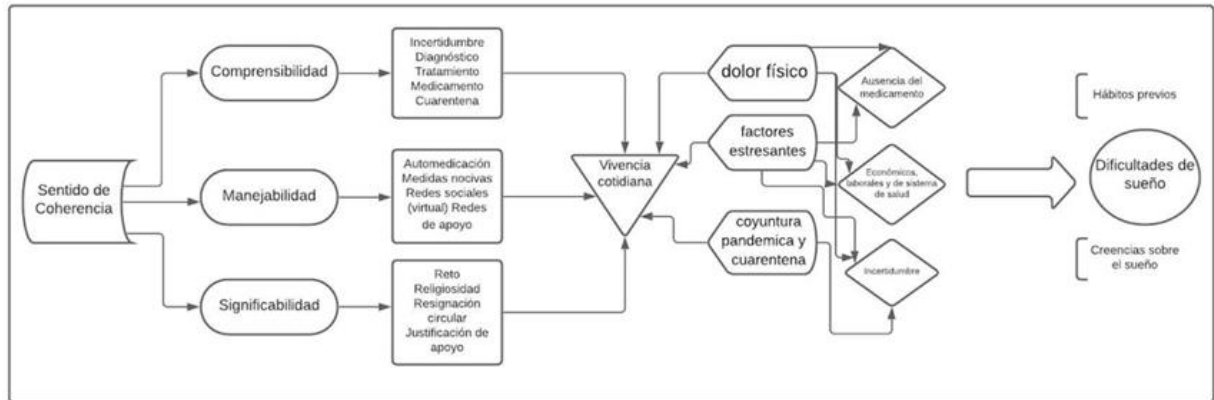 Sentido de
Coherencia
Comprensibilidad
Manejabilidad
Significabilidad
Incertidumbre
Diagnóstico
Tratamiento
Medicamento
Cuarentena
Automedicación
Medidas nocivas
Redes sociales
(virtual) Redes
de apoyo
Reto
Religiosidad
Resignación
circular
Justificación de
apoyo
Vivencia
cotidiana
dolor físico
factores
estresantes
coyuntura
pandemica y
cuarentena
Ausencia del
medicamento
Económicos,
laborales y de sistema
de salud
Incertidumbre
Hábitos previos
Dificultades de
sueño
Creencias sobre
el sueño